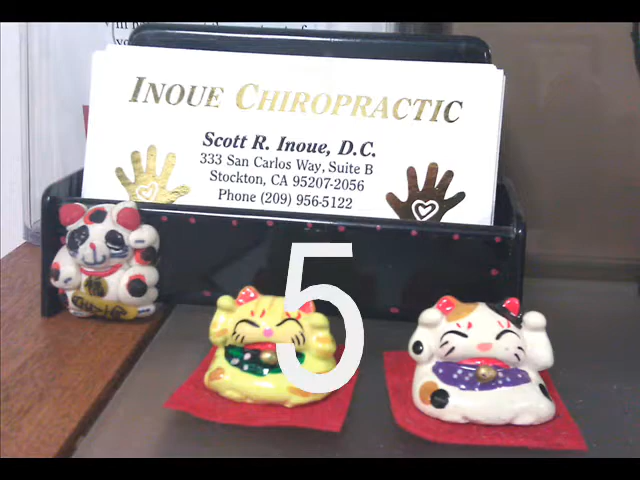 INOUE CHIROPRACTIC
Scott R. Inoue, D.C.
333 San Carlos Way, Suite B
Stockton, CA 95207-2056
Phone (209) 956-5122
5